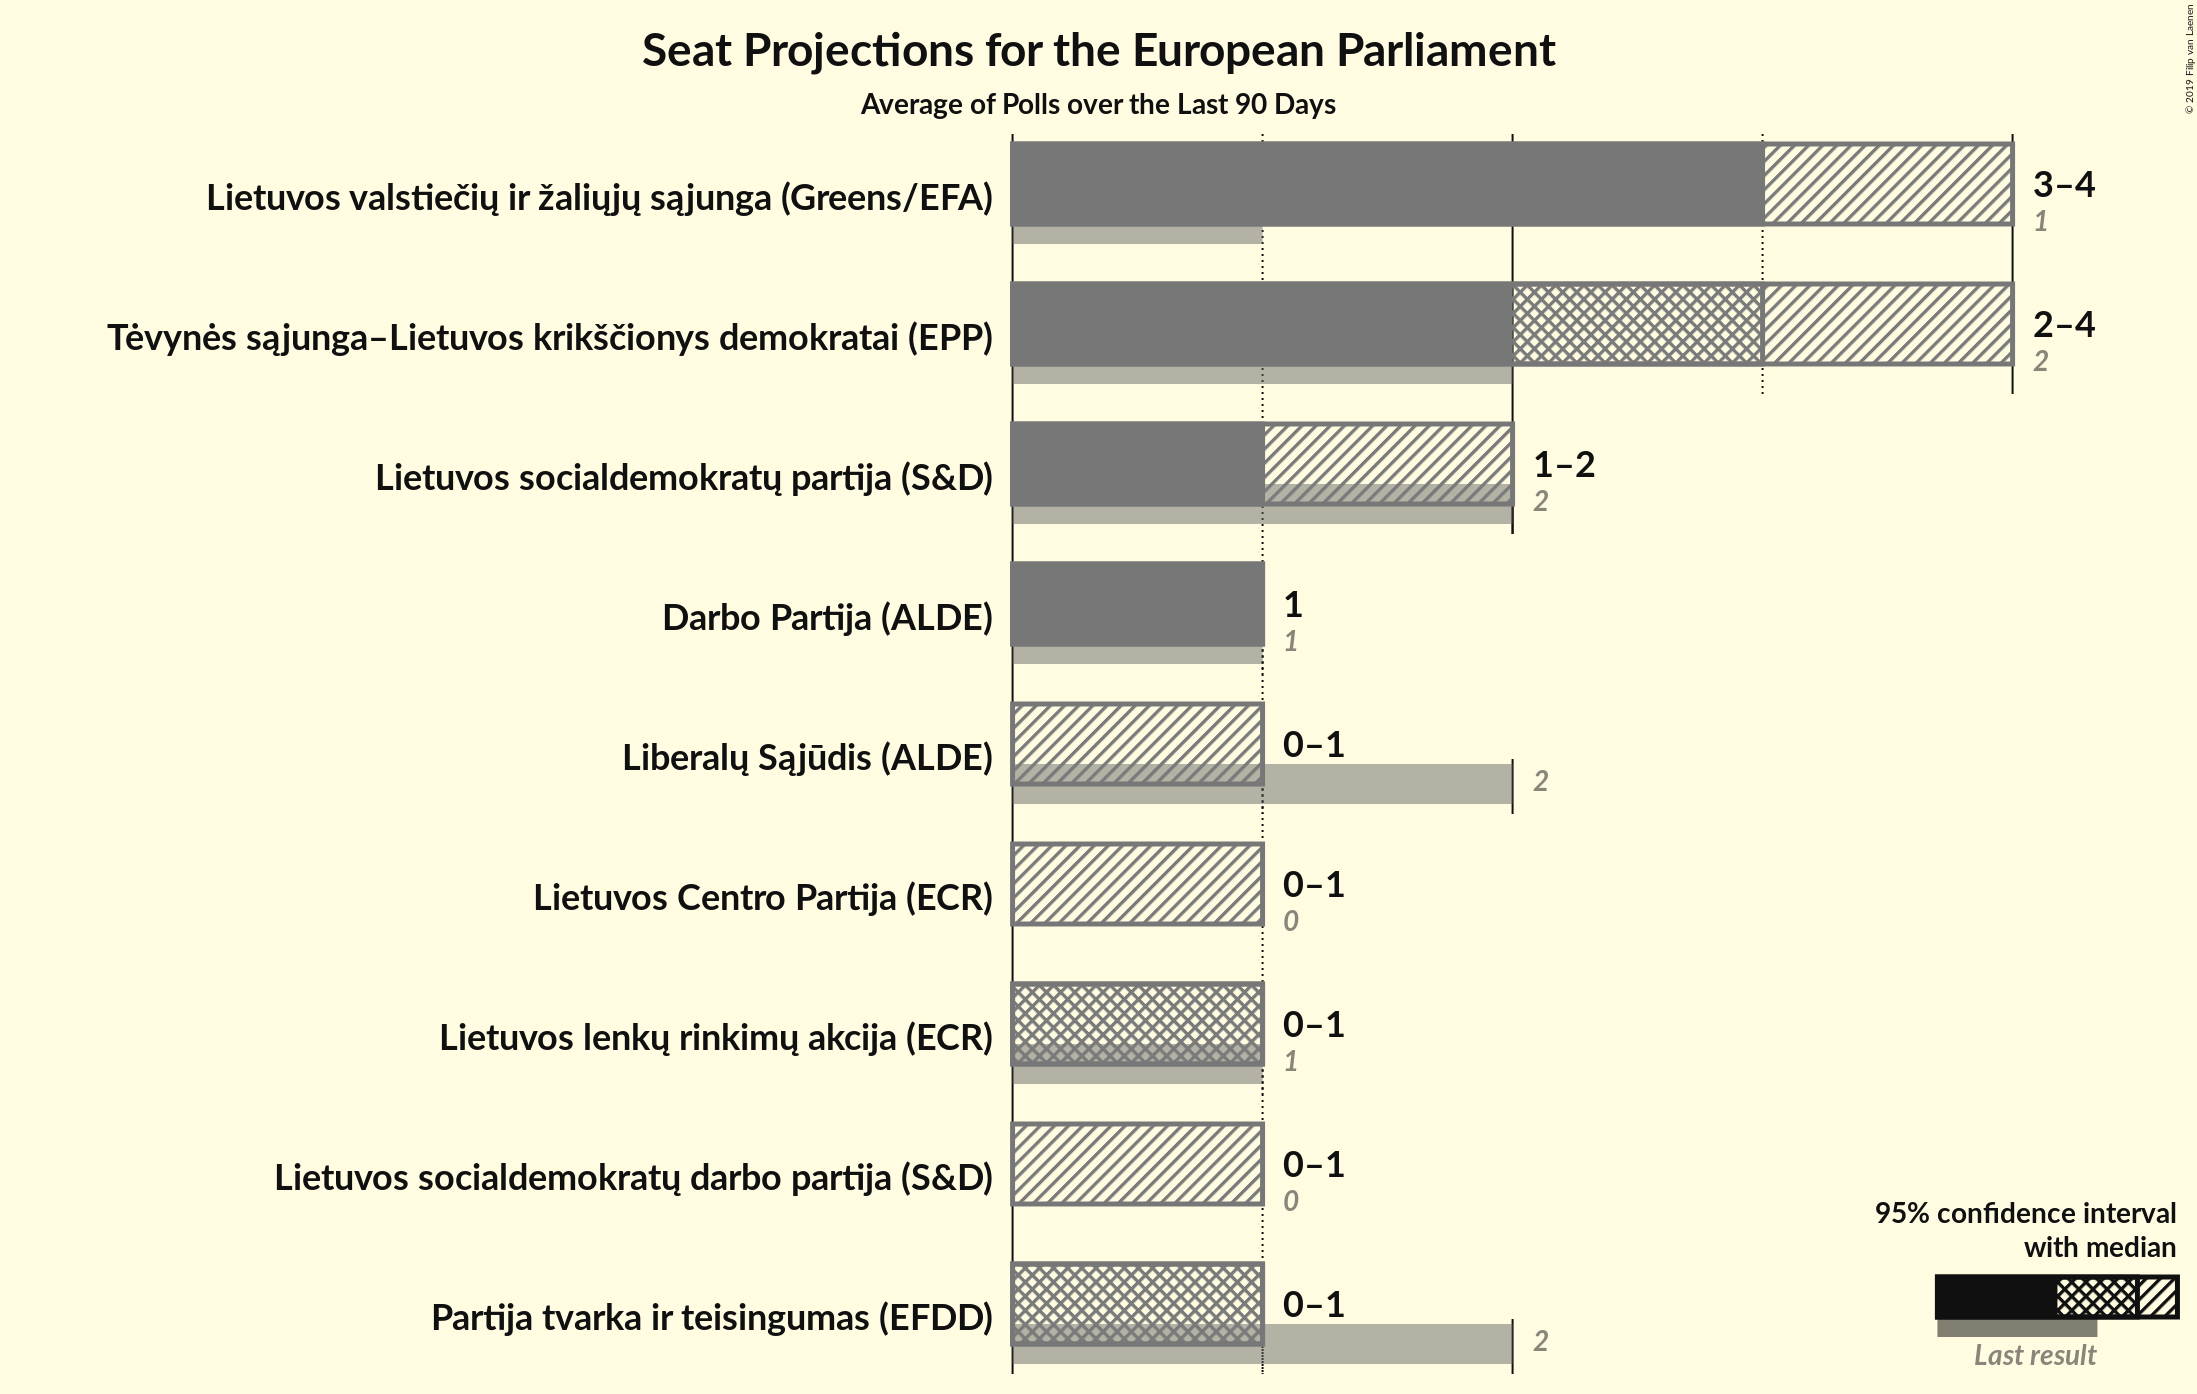 Seat Projections for the European Parliament
Average of Polls over the Last 90 Days
© 2019 Filip van Laenen
Lietuvos valstiečių ir žaliųjų sąjunga (Greens/EFA)
3–4
1
Tėvynės sąjunga–Lietuvos krikščionys demokratai (EPP)
2–4
2
Lietuvos socialdemokratų partija (S&D)
1–2
2
Darbo Partija (ALDE)
1
1
Liberalų Sąjūdis (ALDE)
0–1
2
Lietuvos Centro Partija (ECR)
0–1
0
Lietuvos lenkų rinkimų akcija (ECR)
0–1
1
Lietuvos socialdemokratų darbo partija (S&D)
0–1
0
Partija tvarka ir teisingumas (EFDD)
0–1
2
95% confidence interval
with median
Last result